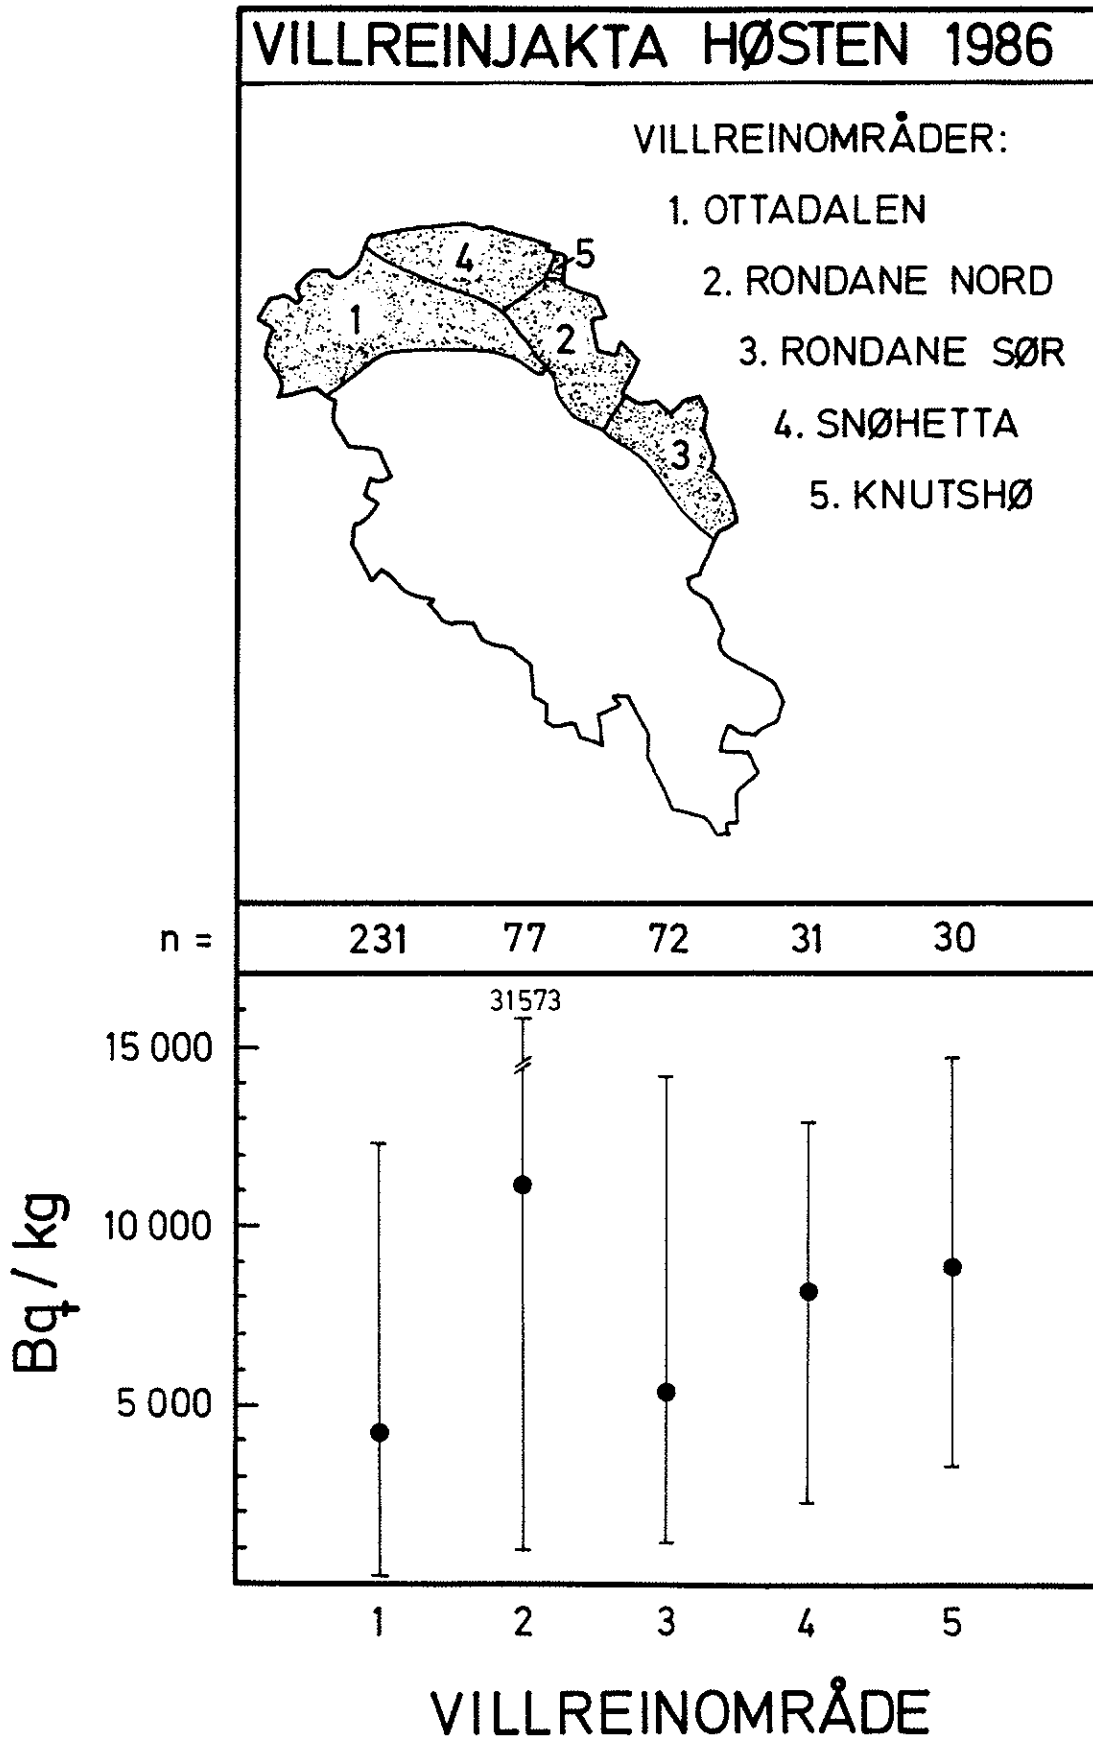 VILLREINJAKTA HØSTEN 1986
VILLREINOMRÅDER:
1. OTTADALEN
2. RONDANE NORD
3. RONDANE SØR
4. SNØHETTA
5. KNUTSHØ
4
5
1
2
3
n = 231 77 72 31 30
31573
15 000
10 000
5 000
Bq / kg
1 2 3 4 5
VILLREINOMRÅDE